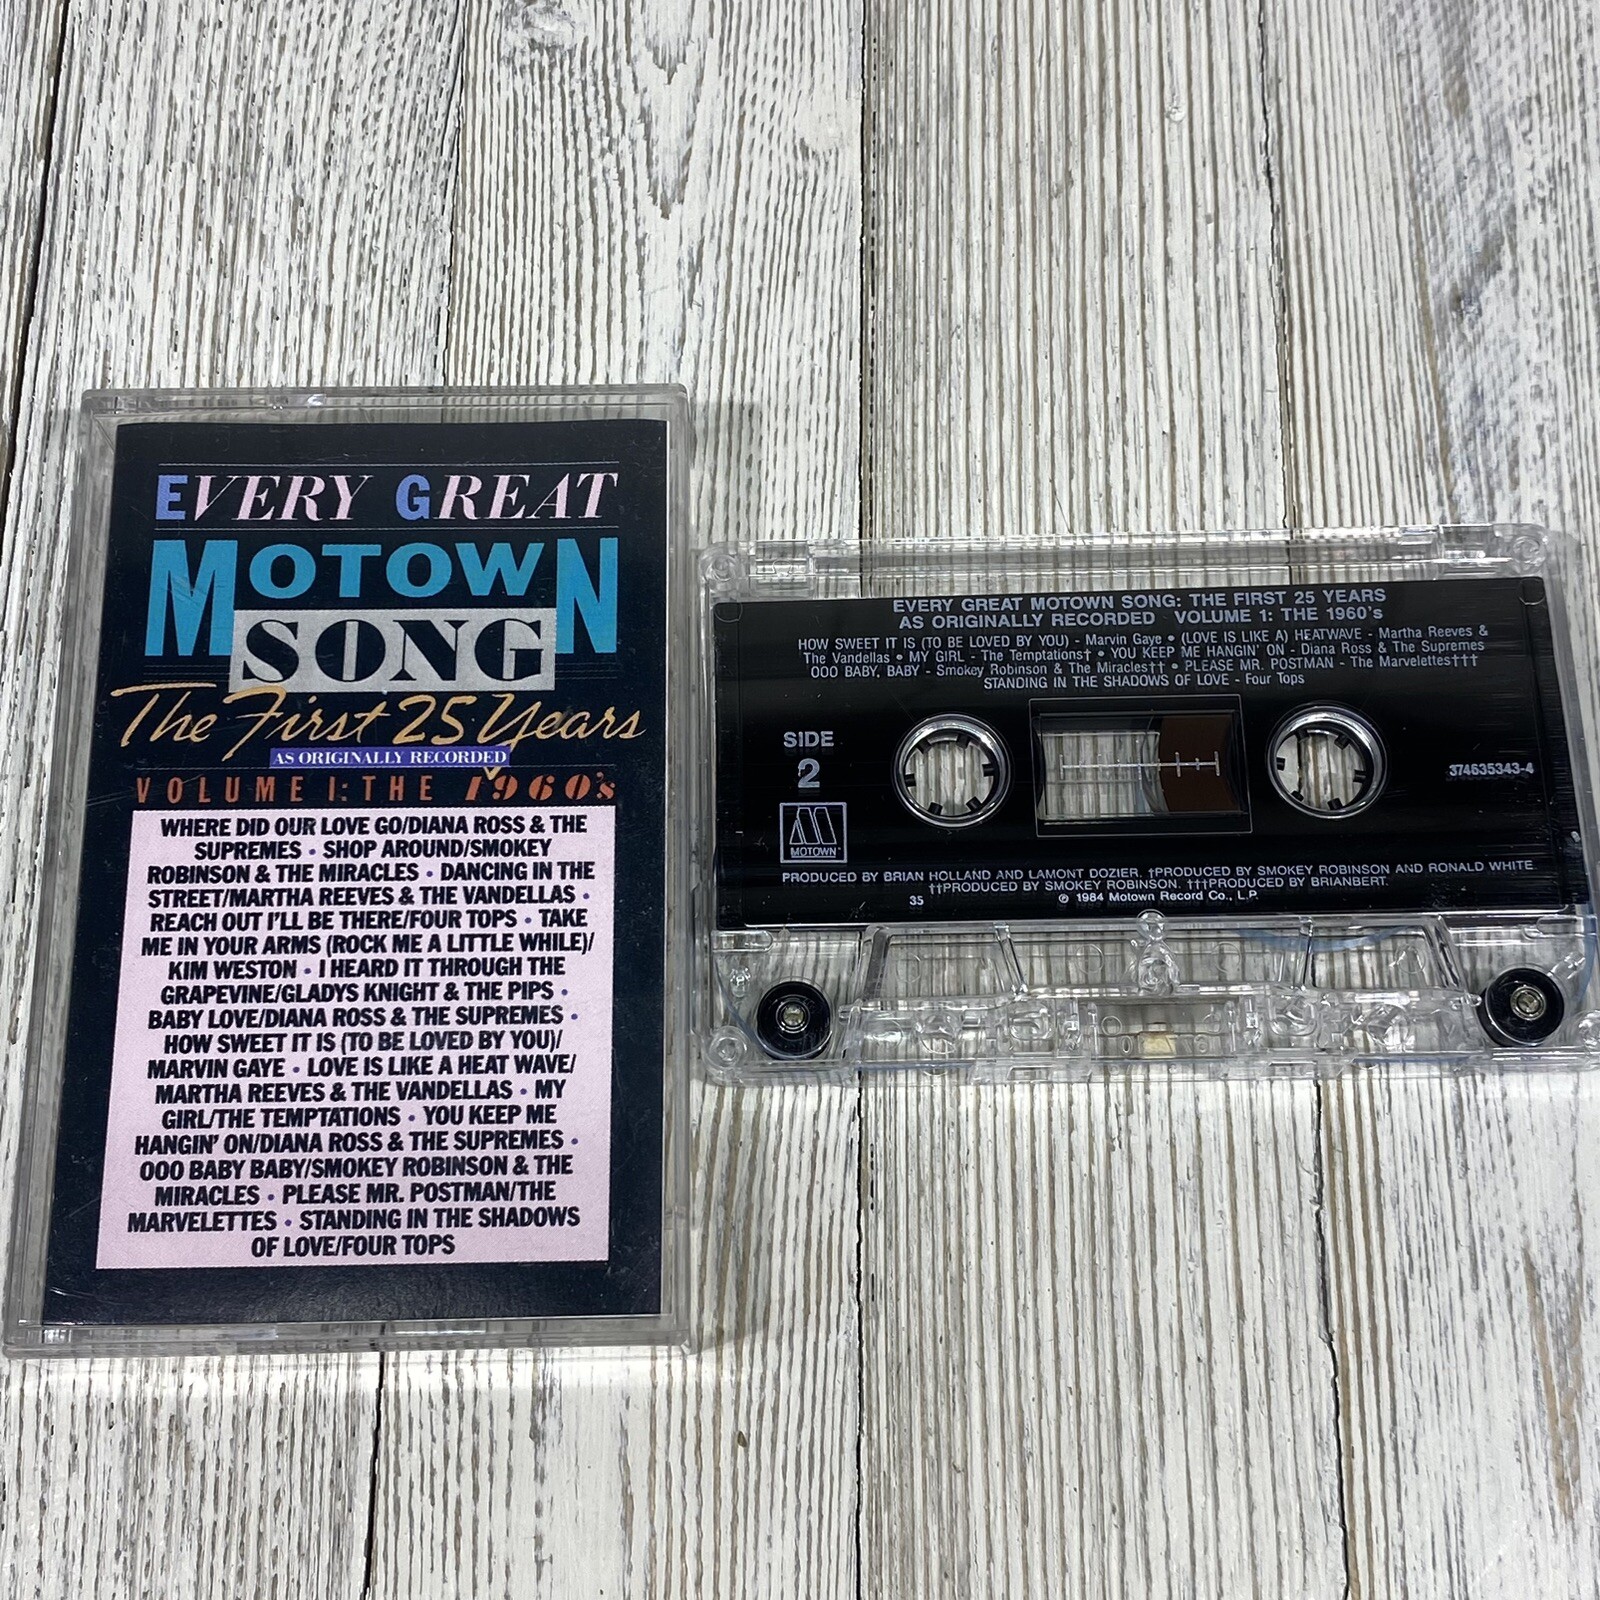 EVERY GREAT
MOTOWN
SONG
The First 25 Years
AS ORIGINALLY RECORDED
VOLUME I: THE 1960's
WHERE DID OUR LOVE GO/DIANA ROSS & THE
SUPREMES • SHOP AROUND/SMOKEY
ROBINSON & THE MIRACLES • DANCING IN THE
STREET/MARTHA REEVES & THE VANDELLAS •
REACH OUT I'LL BE THERE/FOUR TOPS • TAKE
ME IN YOUR ARMS (ROCK ME A LITTLE WHILE)/
KIM WESTON • I HEARD IT THROUGH THE
GRAPEVINE/GLADYS KNIGHT & THE PIPS •
BABY LOVE/DIANA ROSS & THE SUPREMES •
HOW SWEET IT IS (TO BE LOVED BY YOU)/
MARVIN GAYE • LOVE IS LIKE A HEAT WAVE/
MARTHA REEVES & THE VANDELLAS • MY
GIRL/THE TEMPTATIONS • YOU KEEP ME
HANGIN' ON/DIANA ROSS & THE SUPREMES •
OOO BABY BABY/SMOKEY ROBINSON & THE
MIRACLES • PLEASE MR. POSTMAN/THE
MARVELETTES • STANDING IN THE SHADOWS
OF LOVE/FOUR TOPS
EVERY GREAT MOTOWN SONG: THE FIRST 25 YEARS
AS ORIGINALLY RECORDED VOLUME 1: THE 1960's
HOW SWEET IT IS (TO BE LOVED BY YOU) - Marvin Gaye • (LOVE IS LIKE A) HEATWAVE - Martha Reeves &
The Vandellas • MY GIRL - The Temptations† • YOU KEEP ME HANGIN' ON - Diana Ross & The Supremes
OOO BABY, BABY - Smokey Robinson & The Miracles†† • PLEASE MR. POSTMAN - The Marvelettes†††
STANDING IN THE SHADOWS OF LOVE - Four Tops
SIDE
2
374635343-4
MOTOWN
PRODUCED BY BRIAN HOLLAND AND LAMONT DOZIER. †PRODUCED BY SMOKEY ROBINSON AND RONALD WHITE
††PRODUCED BY SMOKEY ROBINSON. †††PRODUCED BY BRIANBERT.
35
℗ 1984 Motown Record Co., L.P.